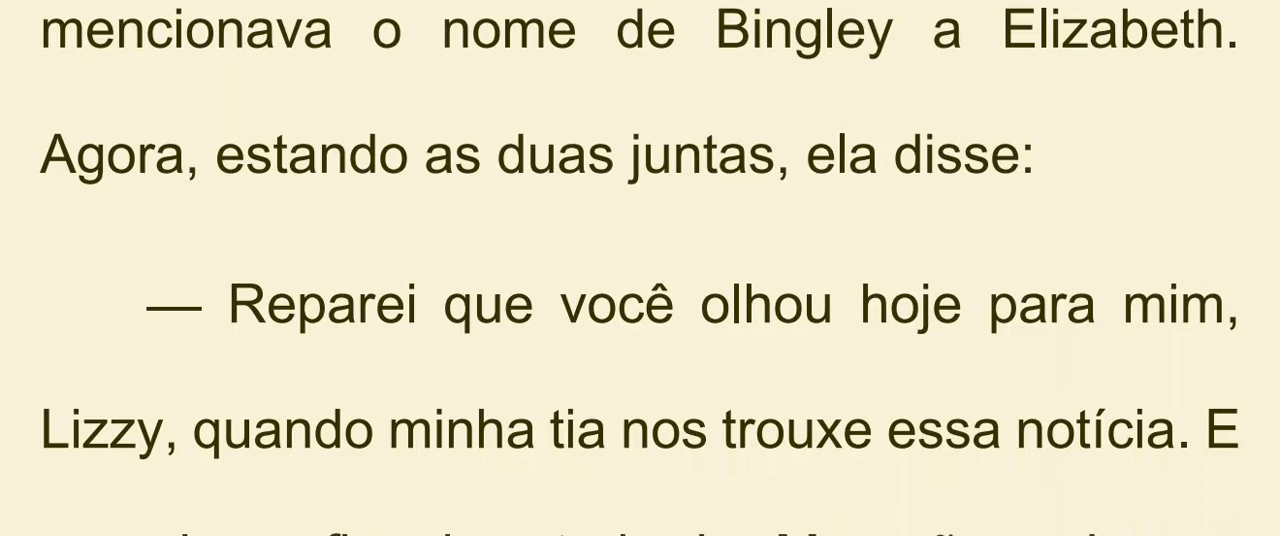 mencionava o nome de Bingley a Elizabeth.
Agora, estando as duas juntas, ela disse:
— Reparei que você olhou hoje para mim,
Lizzy, quando minha tia nos trouxe essa notícia. E